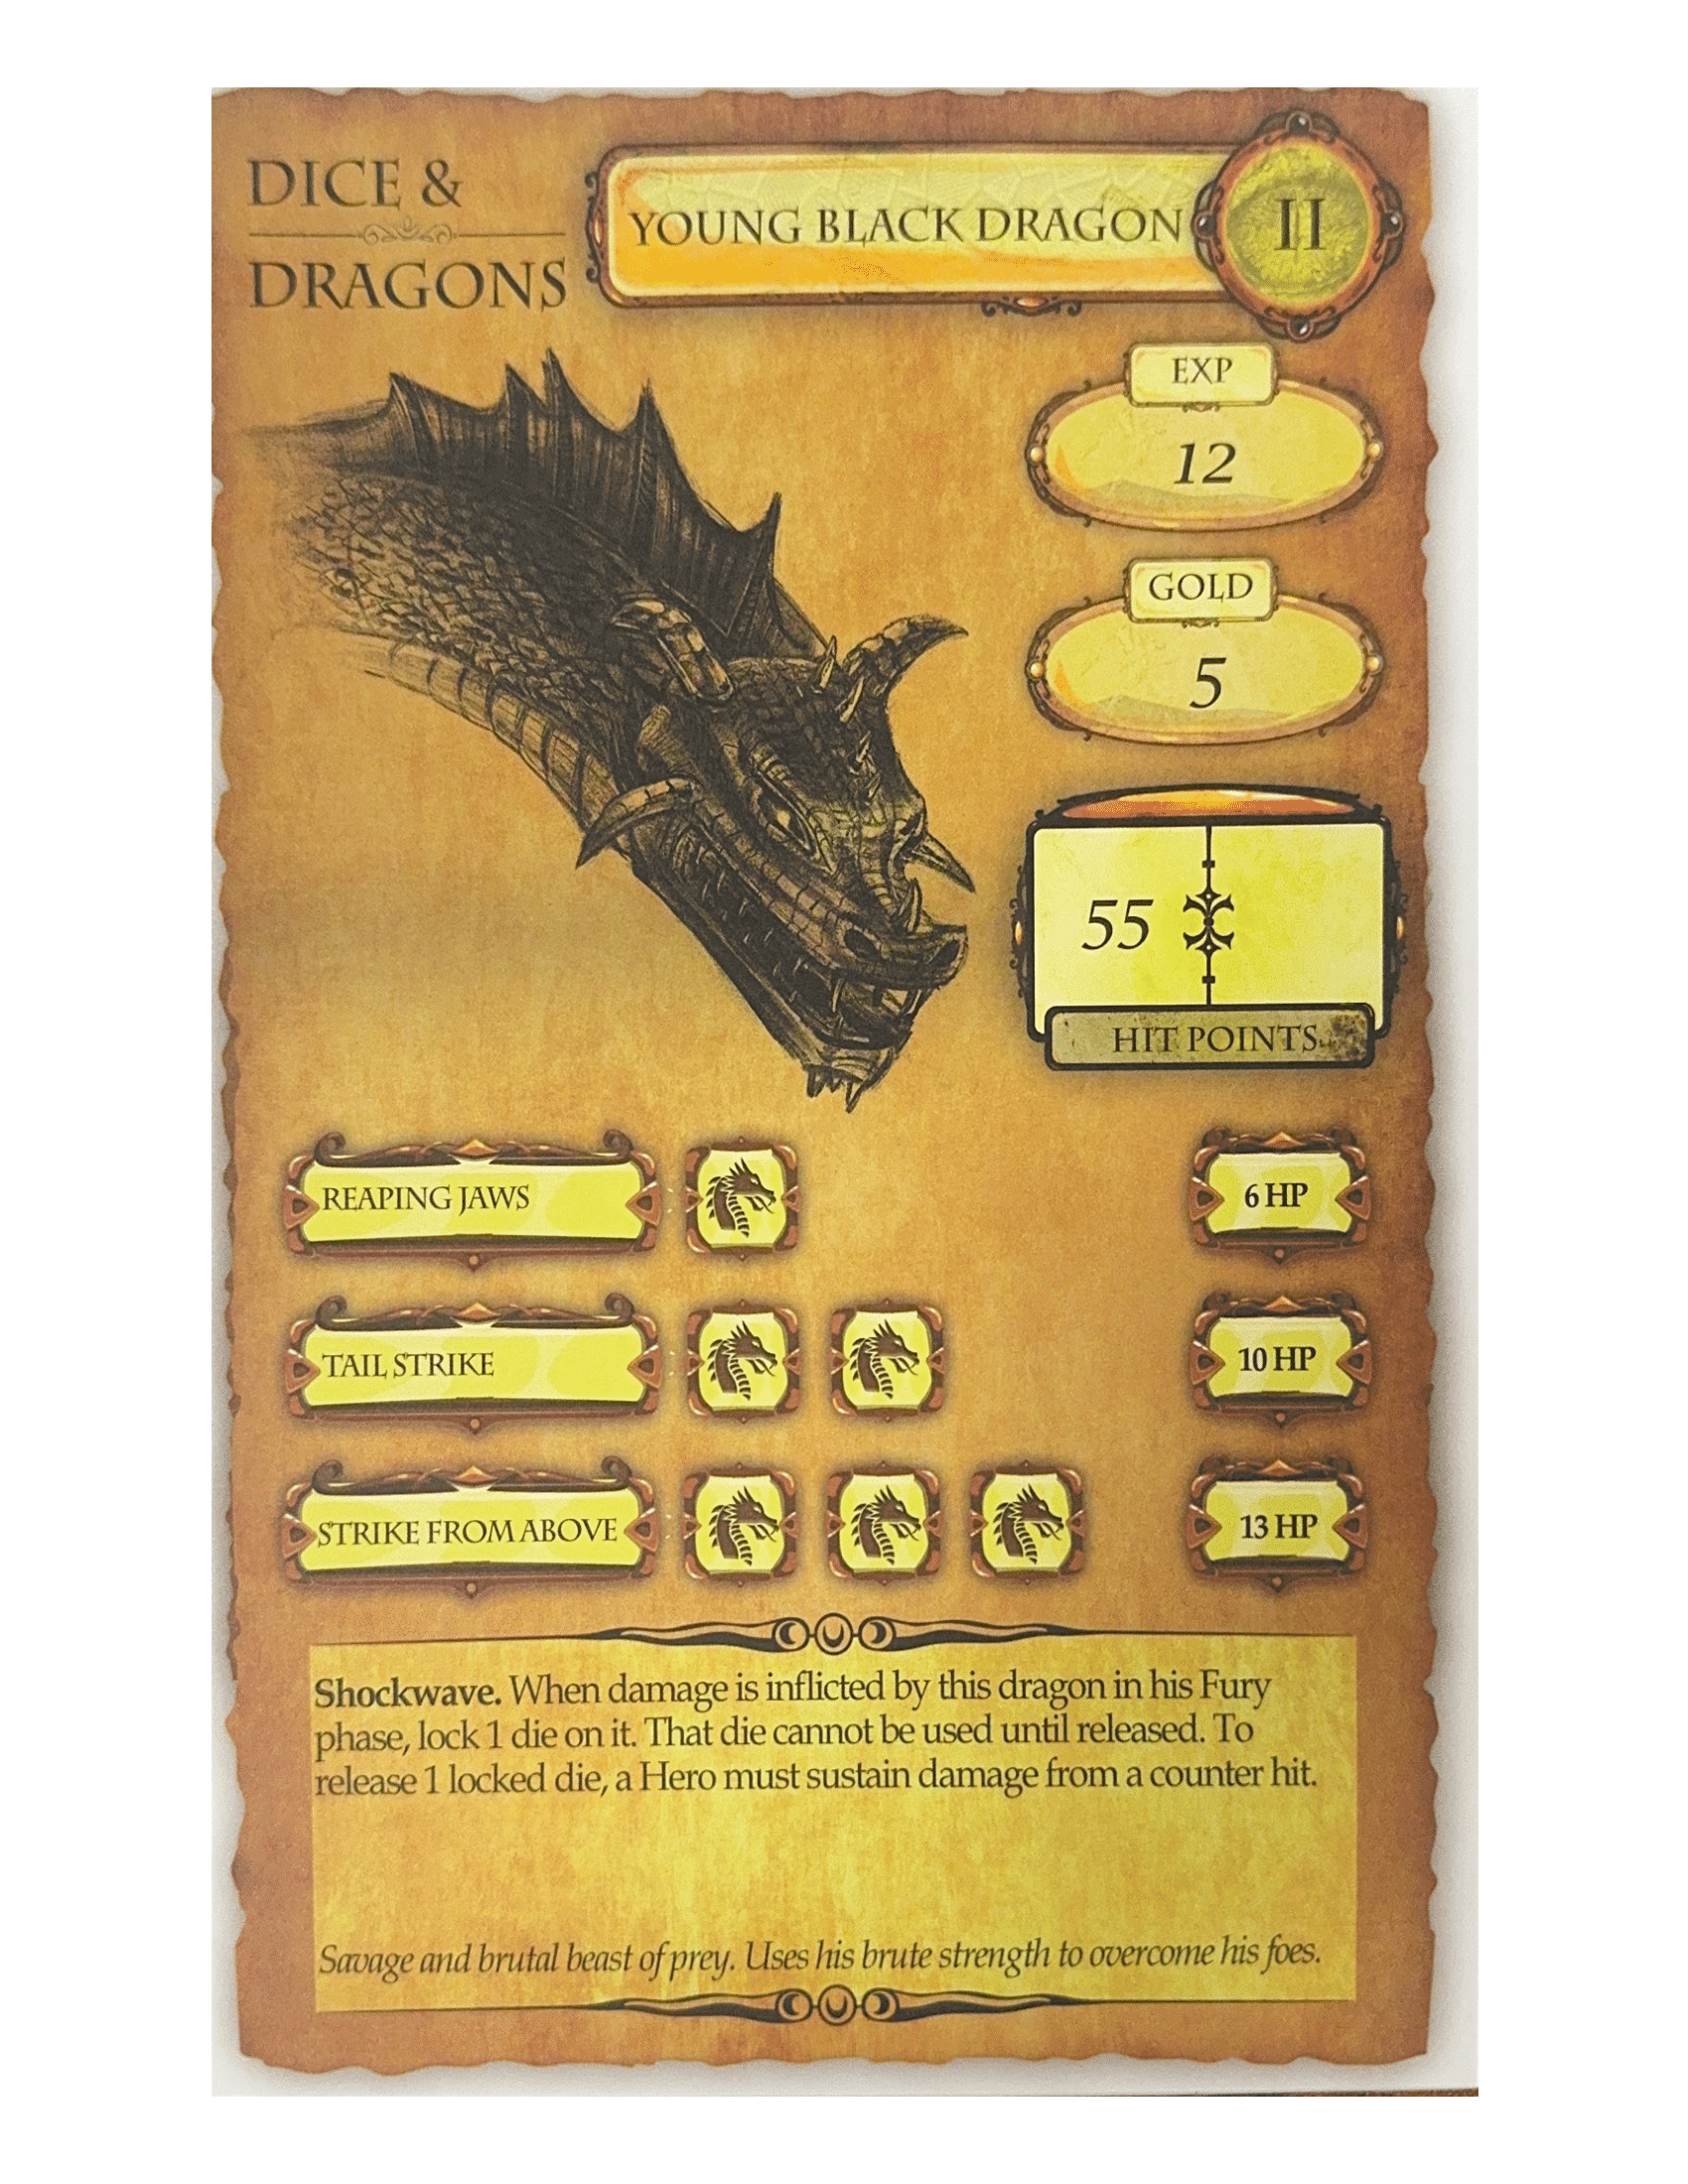 DICE &
DRAGONS
YOUNG BLACK DRAGON
II
EXP
12
GOLD
5
55
HIT POINTS
REAPING JAWS
6 HP
TAIL STRIKE
10 HP
STRIKE FROM ABOVE
13 HP
Shockwave. When damage is inflicted by this dragon in his Fury
phase, lock 1 die on it. That die cannot be used until released. To
release 1 locked die, a Hero must sustain damage from a counter hit.
Savage and brutal beast of prey. Uses his brute strength to overcome his foes.